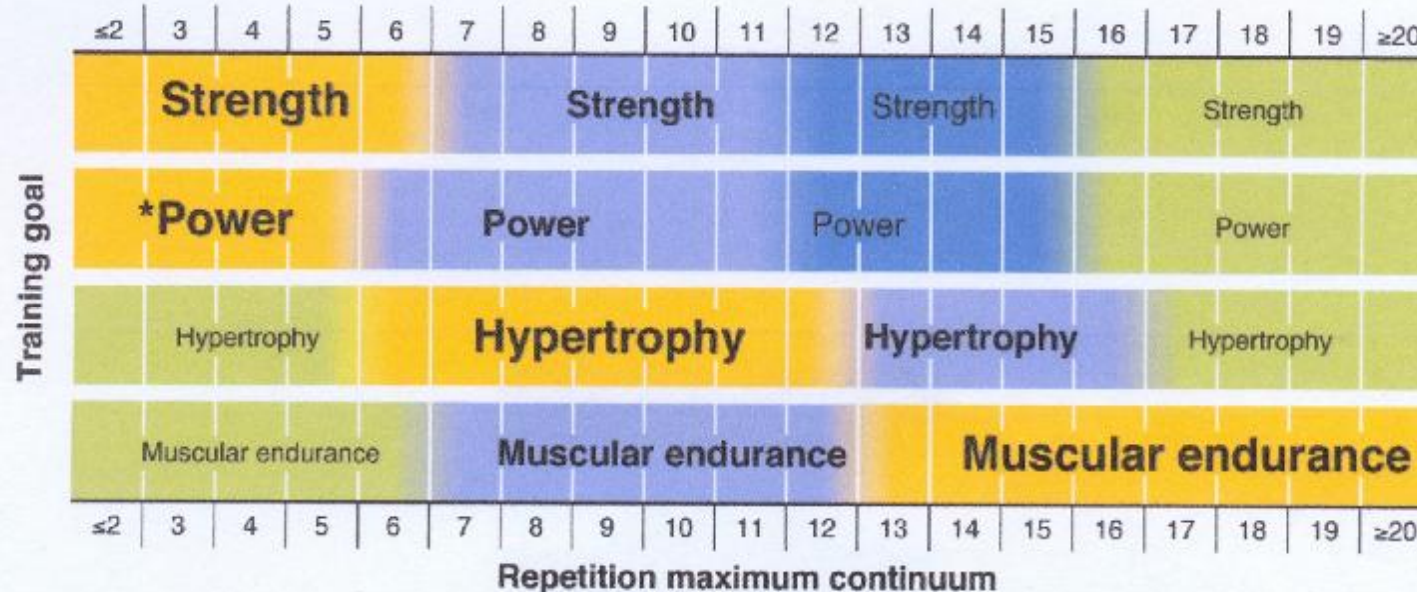 ≤2 3 4 5 6 7 8 9 10 11 12 13 14 15 16 17 18 19 ≥20
Training goal
Strength Strength Strength Strength
*Power Power Power Power
Hypertrophy Hypertrophy Hypertrophy
Muscular endurance Muscular endurance Muscular endurance
≤2 3 4 5 6 7 8 9 10 11 12 13 14 15 16 17 18 19 ≥20
Repetition maximum continuum